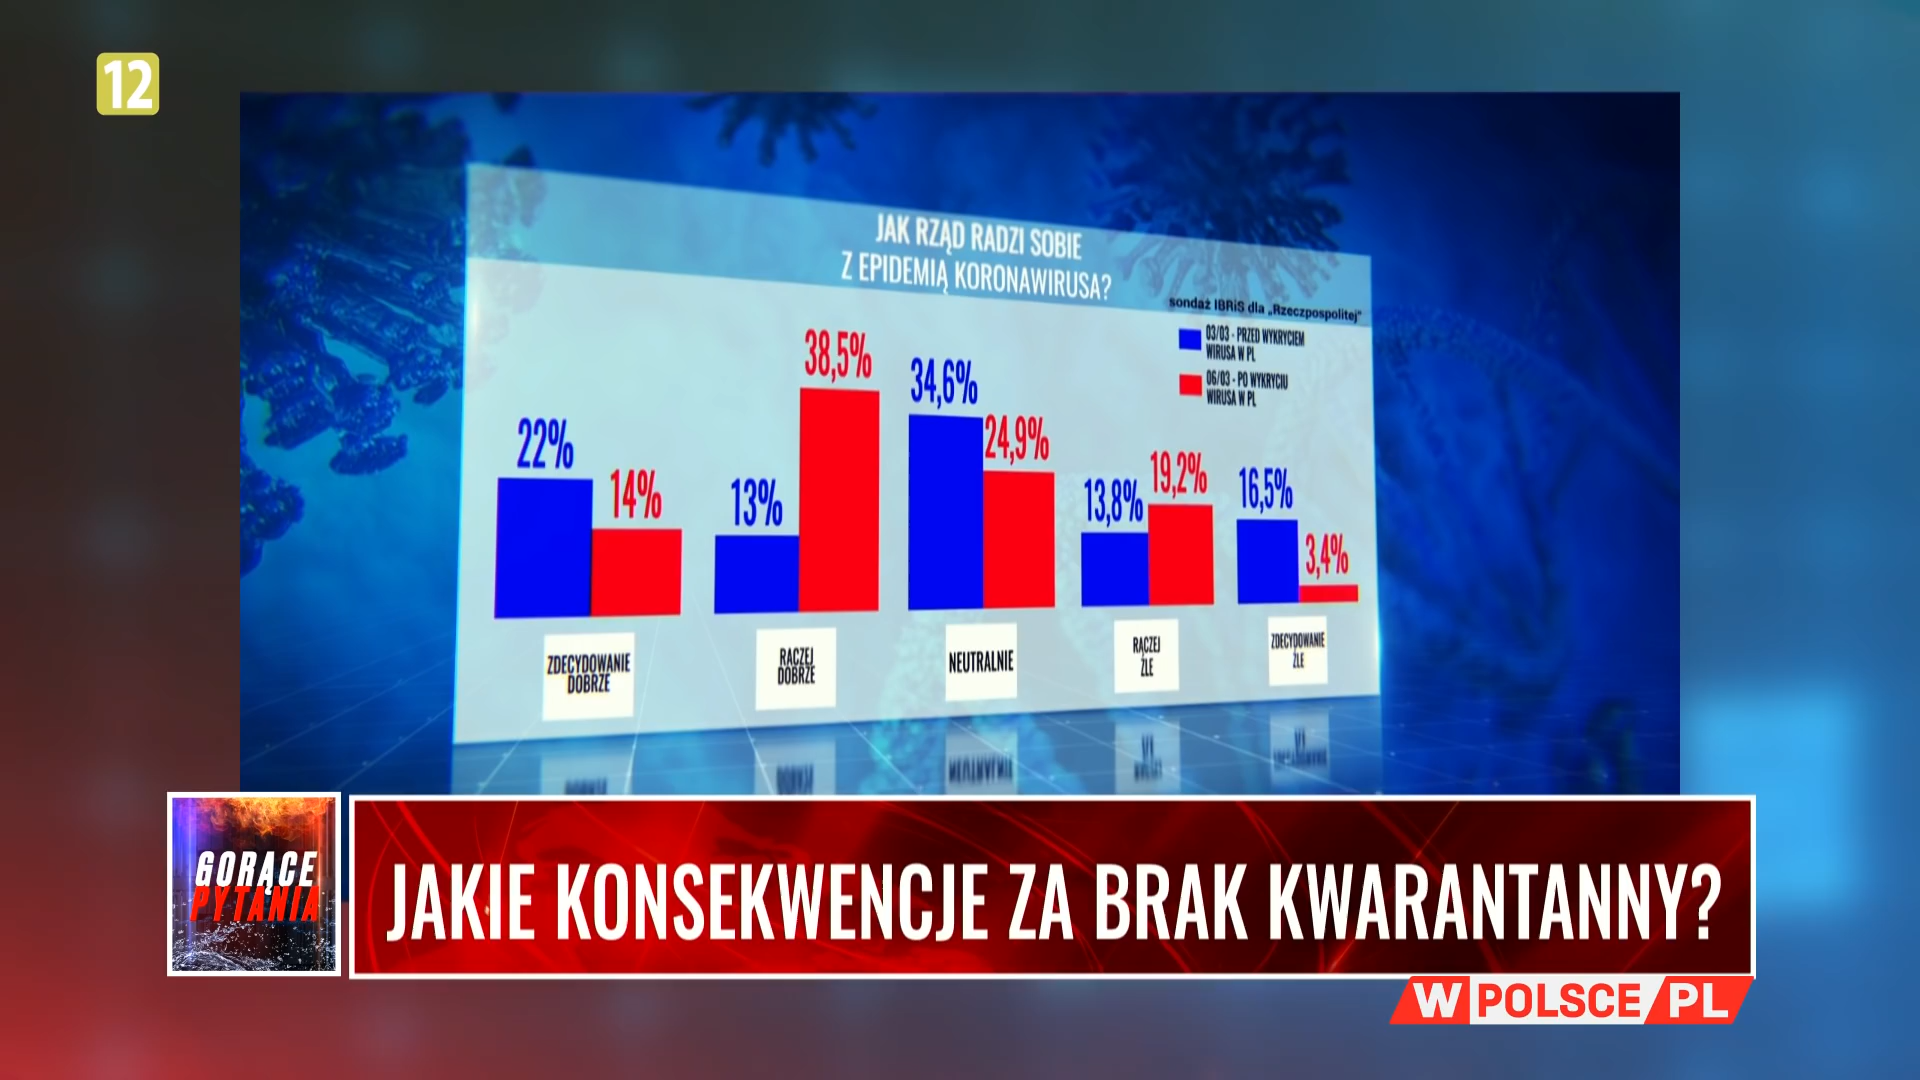 12
JAK RZĄD RADZI SOBIE
Z EPIDEMIĄ KORONAWIRUSA?
sondaż IBRiS dla „Rzeczpospolitej”
03/03 - PRZED WYKRYCIEM
WIRUSA W PL
06/03 - PO WYKRYCIU
WIRUSA W PL
22%
14%
13%
38,5%
34,6%
24,9%
13,8%
19,2%
16,5%
3,4%
ZDECYDOWANIE
DOBRZE
RACZEJ
DOBRZE
NEUTRALNIE
RACZEJ
ŹLE
ZDECYDOWANIE
ŹLE
GORĄCE
PYTANIA
JAKIE KONSEKWENCJE ZA BRAK KWARANTANNY?
WPOLSCE/PL